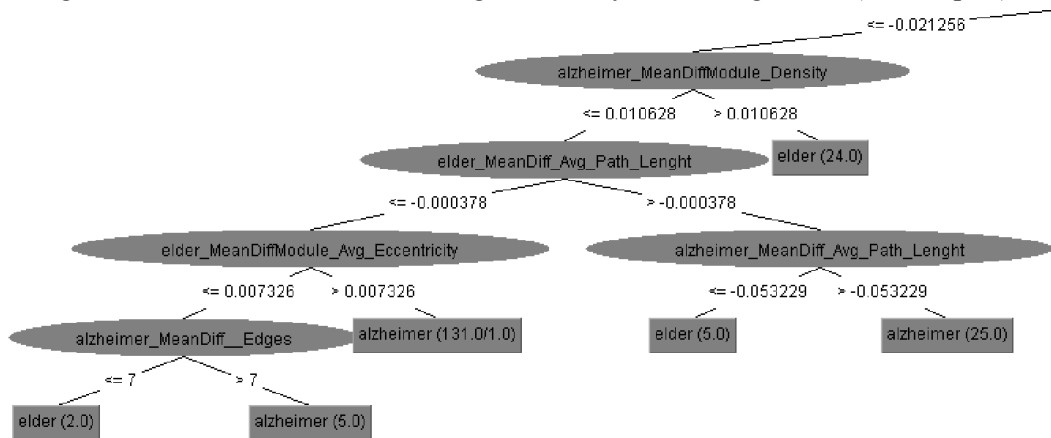 <= -0.021256
alzheimer_MeanDiffModule_Density
<= 0.010628 > 0.010628
elder_MeanDiff_Avg_Path_Lenght elder (24.0)
<= -0.000378 > -0.000378
elder_MeanDiffModule_Avg_Eccentricity alzheimer_MeanDiff_Avg_Path_Lenght
<= 0.007326 > 0.007326 <= -0.053229 > -0.053229
alzheimer_MeanDiff__Edges alzheimer (131.0/1.0) elder (5.0) alzheimer (25.0)
<= 7 > 7
elder (2.0) alzheimer (5.0)